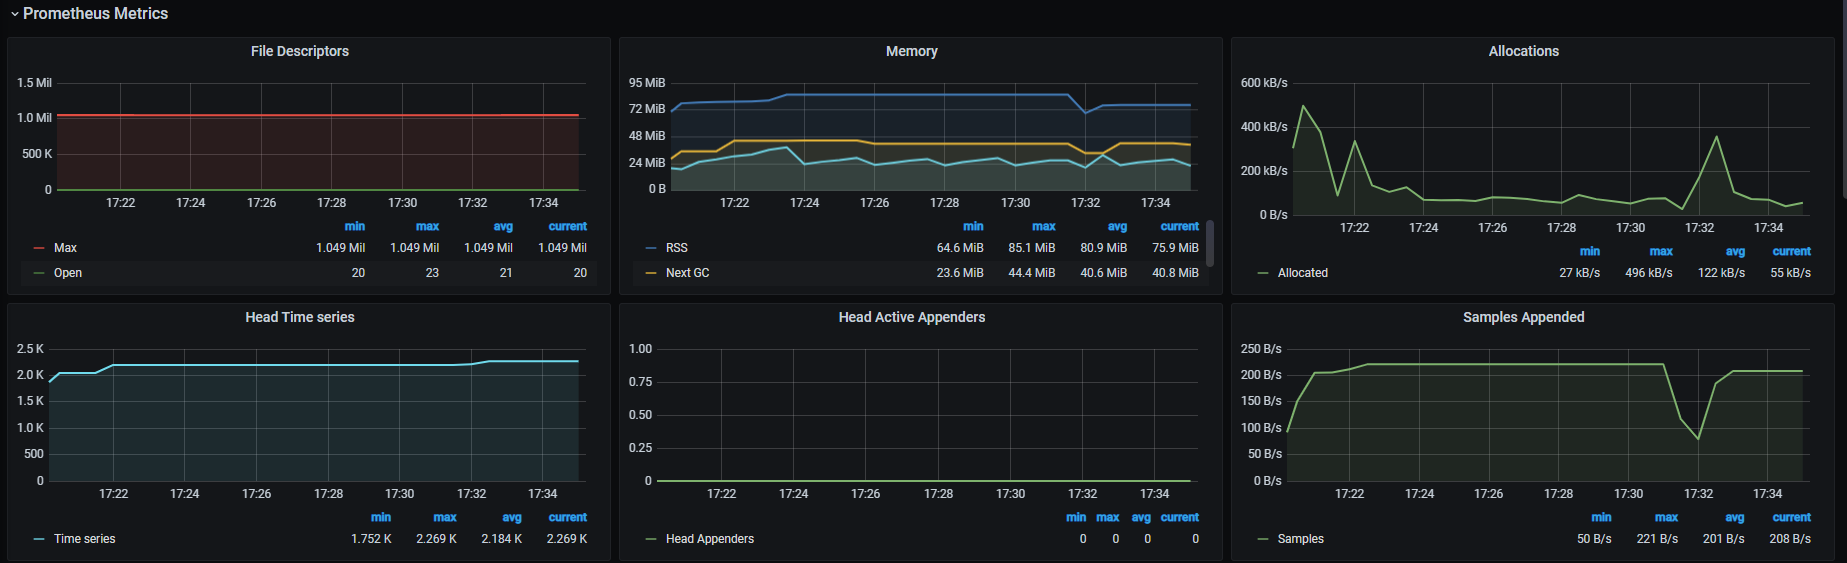 Prometheus Metrics
File Descriptors
1.5 Mil
1.0 Mil
500 K
0
17:22 17:24 17:26 17:28 17:30 17:32 17:34
min max avg current
Max 1.049 Mil 1.049 Mil 1.049 Mil 1.049 Mil
Open 20 23 21 20
Memory
95 MiB
72 MiB
48 MiB
24 MiB
0 B
17:22 17:24 17:26 17:28 17:30 17:32 17:34
min max avg current
RSS 64.6 MiB 85.1 MiB 80.9 MiB 75.9 MiB
Next GC 23.6 MiB 44.4 MiB 40.6 MiB 40.8 MiB
Allocations
600 kB/s
400 kB/s
200 kB/s
0 B/s
17:22 17:24 17:26 17:28 17:30 17:32 17:34
min max avg current
Allocated 27 kB/s 496 kB/s 122 kB/s 55 kB/s
Head Time series
2.5 K
2.0 K
1.5 K
1.0 K
500
0
17:22 17:24 17:26 17:28 17:30 17:32 17:34
min max avg current
Time series 1.752 K 2.269 K 2.184 K 2.269 K
Head Active Appenders
1.00
0.75
0.50
0.25
0
17:22 17:24 17:26 17:28 17:30 17:32 17:34
min max avg current
Head Appenders 0 0 0 0
Samples Appended
250 B/s
200 B/s
150 B/s
100 B/s
50 B/s
0 B/s
17:22 17:24 17:26 17:28 17:30 17:32 17:34
min max avg current
Samples 50 B/s 221 B/s 201 B/s 208 B/s